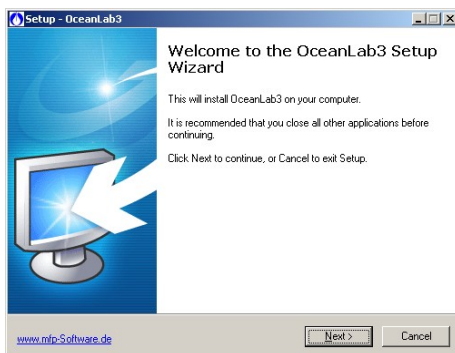 Setup - OceanLab3
Welcome to the OceanLab3 Setup
Wizard
This will install OceanLab3 on your computer.
It is recommended that you close all other applications before
continuing.
Click Next to continue, or Cancel to exit Setup.
www.mfp-Software.de
Next >
Cancel